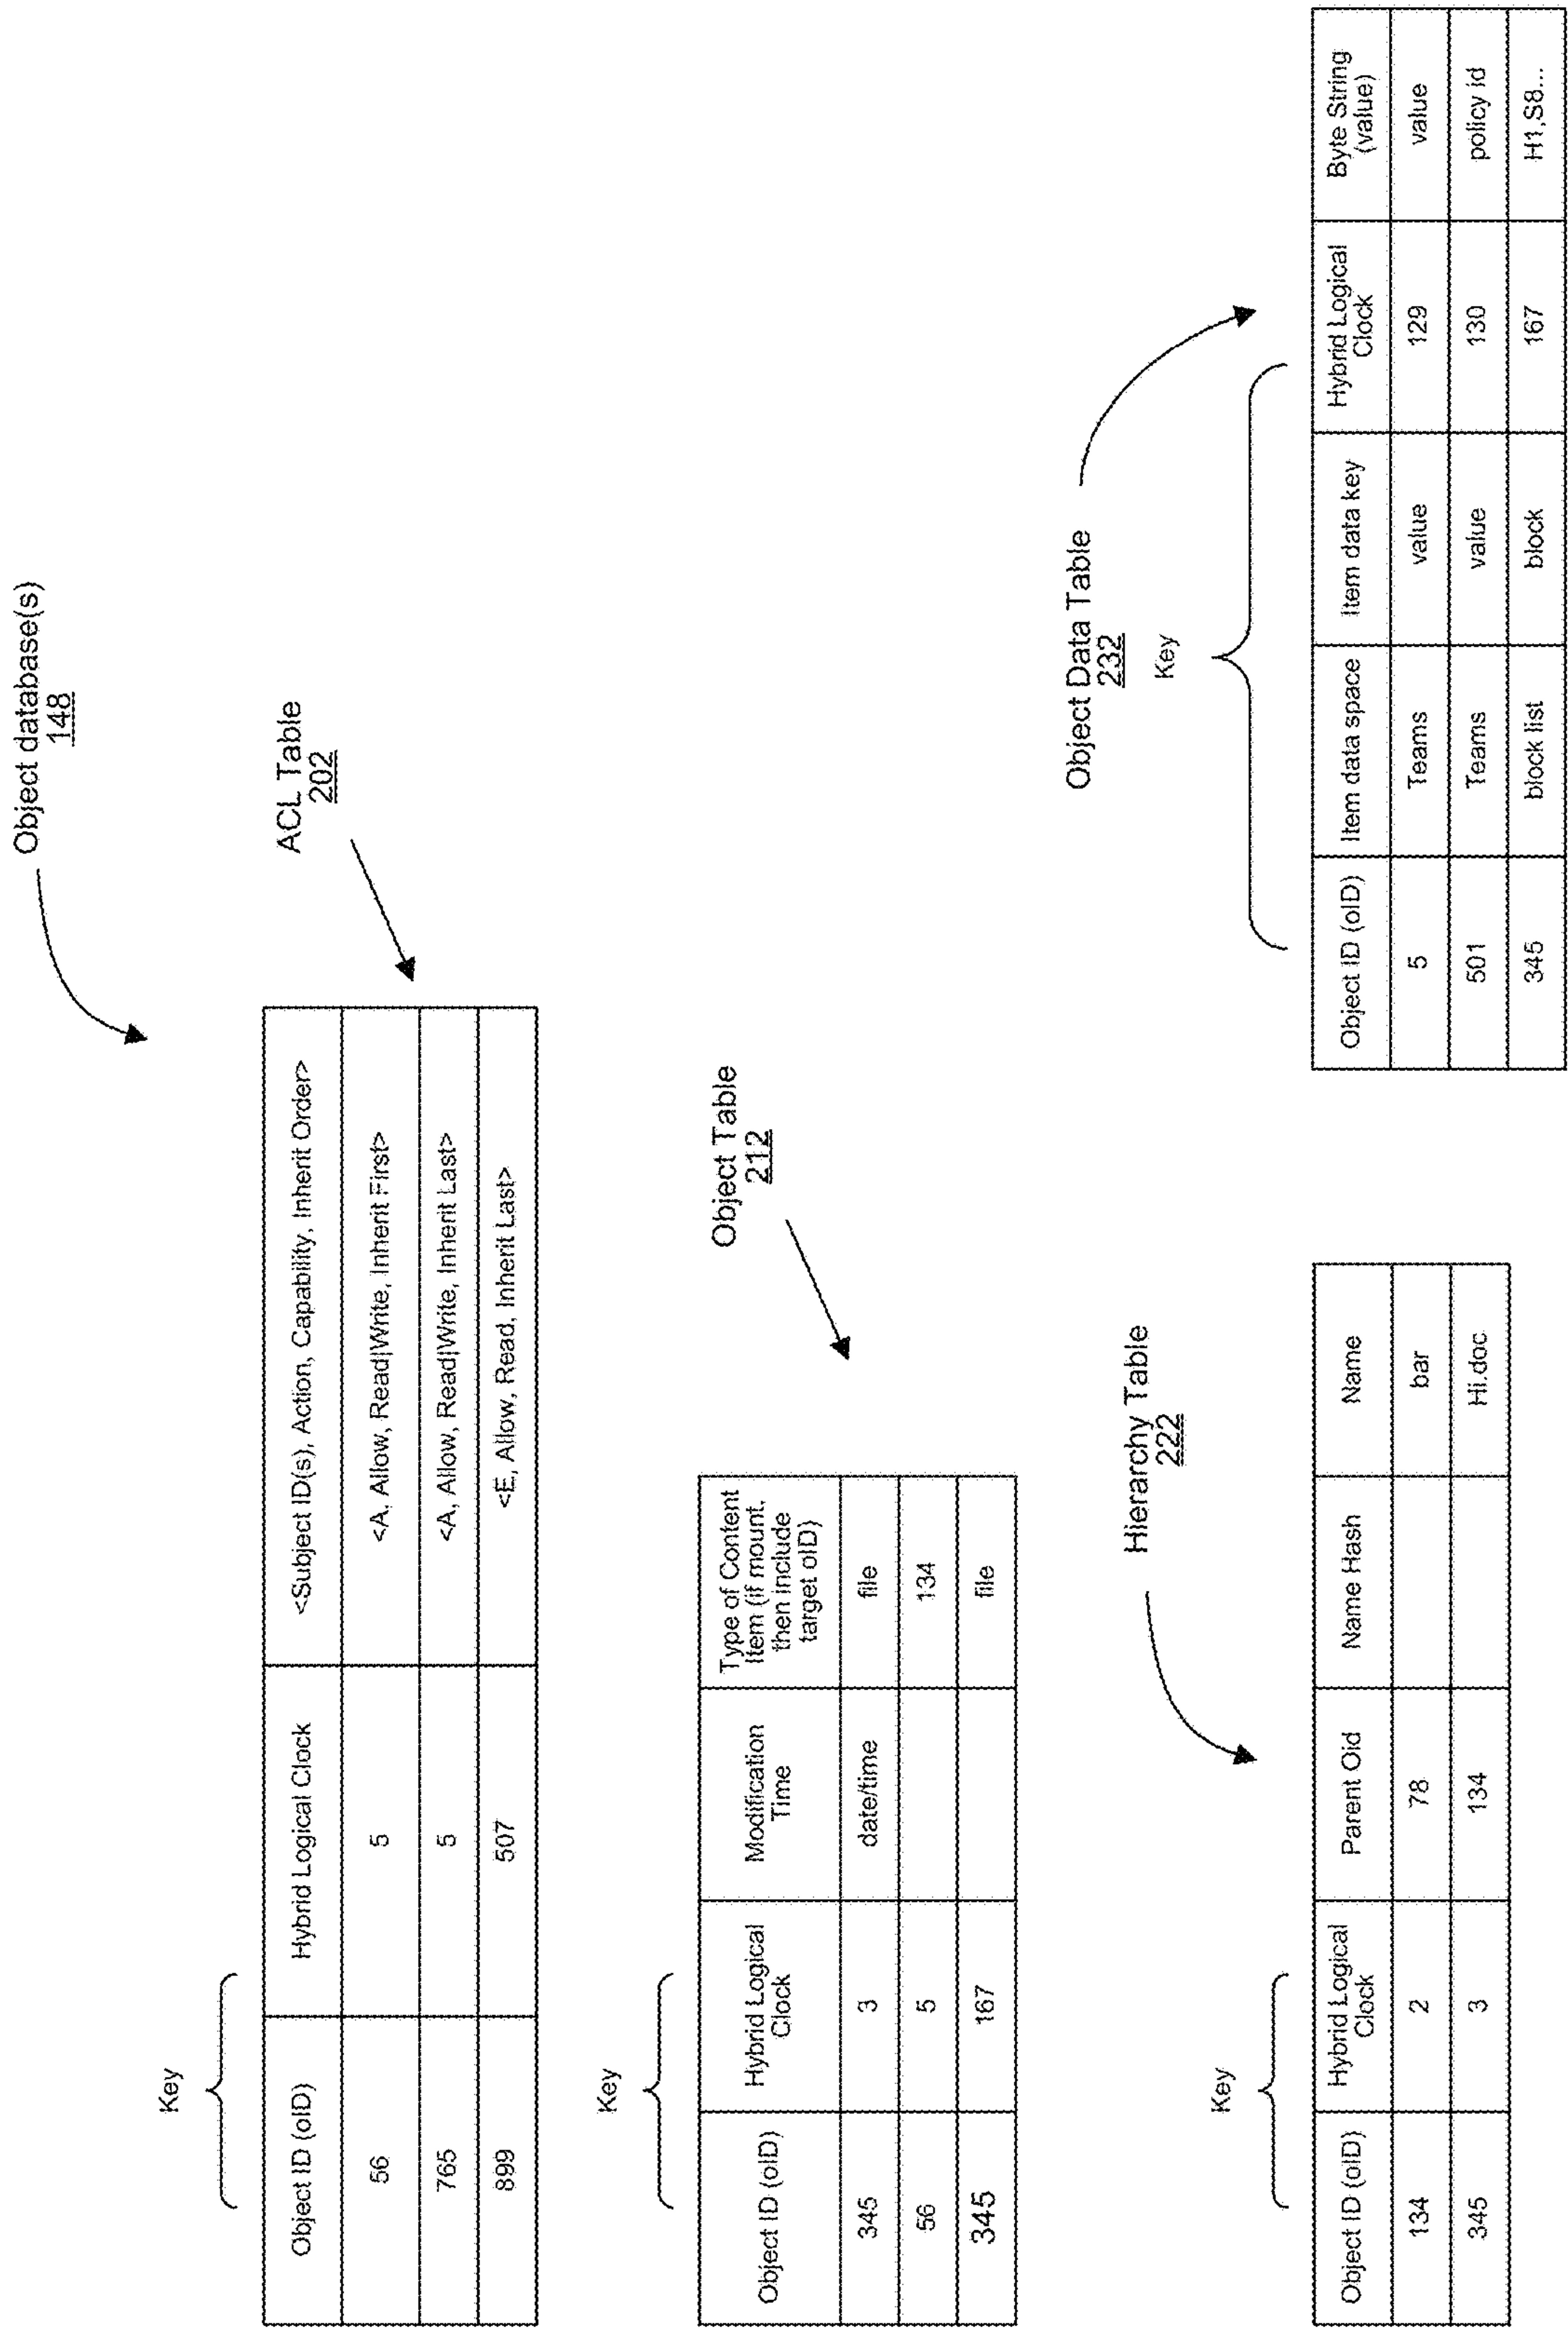 Object database(s)
148
ACL Table
202
Key
Object ID (oID)
Hybrid Logical Clock
<Subject ID(s), Action, Capability, Inherit Order>
56
5
<A, Allow, Read|Write, Inherit First>
765
5
<A, Allow, Read|Write, Inherit Last>
899
507
<E, Allow, Read, Inherit Last>
Object Table
212
Key
Object ID (oID)
Hybrid Logical
Clock
Modification
Time
Type of Content
Item (if mount,
then include
target oID)
345
3
date/time
file
56
5
134
345
167
file
Hierarchy Table
222
Key
Object ID (oID)
Hybrid Logical
Clock
Parent Oid
Name Hash
Name
134
2
78
bar
345
3
134
Hi.doc
Object Data Table
232
Key
Object ID (oID)
Item data space
Item data key
Hybrid Logical
Clock
Byte String
(value)
5
Teams
value
129
value
501
Teams
value
130
policy id
345
block list
block
167
H1,S8...